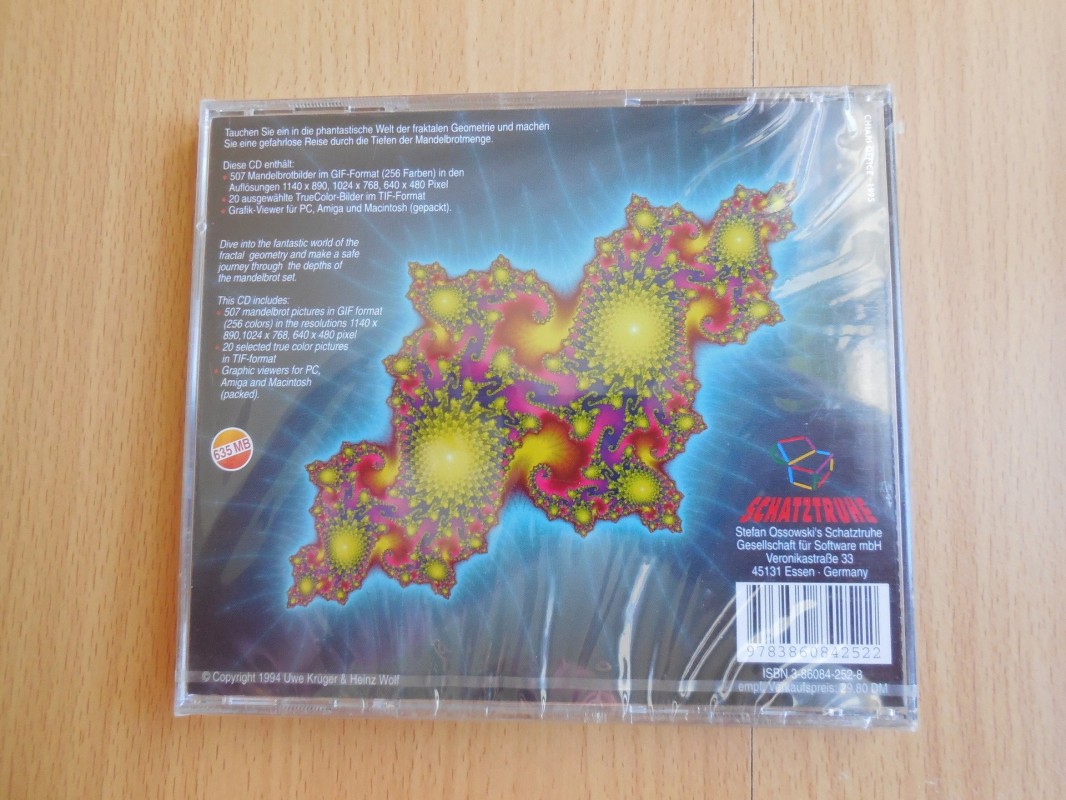 Tauchen Sie ein in die phantastische Welt der fraktalen Geometrie und machen
Sie eine gefahrlose Reise durch die Tiefen der Mandelbrotmenge.
Diese CD enthält:
507 Mandelbrotbilder im GIF-Format (256 Farben) in den
Auflösungen 1140 x 890, 1024 x 768, 640 x 480 Pixel
20 ausgewählte TrueColor-Bilder im TIF-Format
Grafik-Viewer für PC, Amiga und Macintosh (gepackt).
Dive into the fantastic world of the
fractal geometry and make a safe
journey through the depths of
the mandelbrot set.
This CD includes:
507 mandelbrot pictures in GIF format
(256 colors) in the resolutions 1140 x
890,1024 x 768, 640 x 480 pixel
20 selected true color pictures
in TIF-format
Graphic viewers for PC,
Amiga and Macintosh
(packed).
635 MB
SCHATZTRUHE
Stefan Ossowski's Schatztruhe
Gesellschaft für Software mbH
Veronikastraße 33
45131 Essen - Germany
9783860842522
ISBN 3-86084-252-8
empl. Verkaufspreis: 29,80 DM
© Copyright 1994 Uwe Krüger & Heinz Wolf